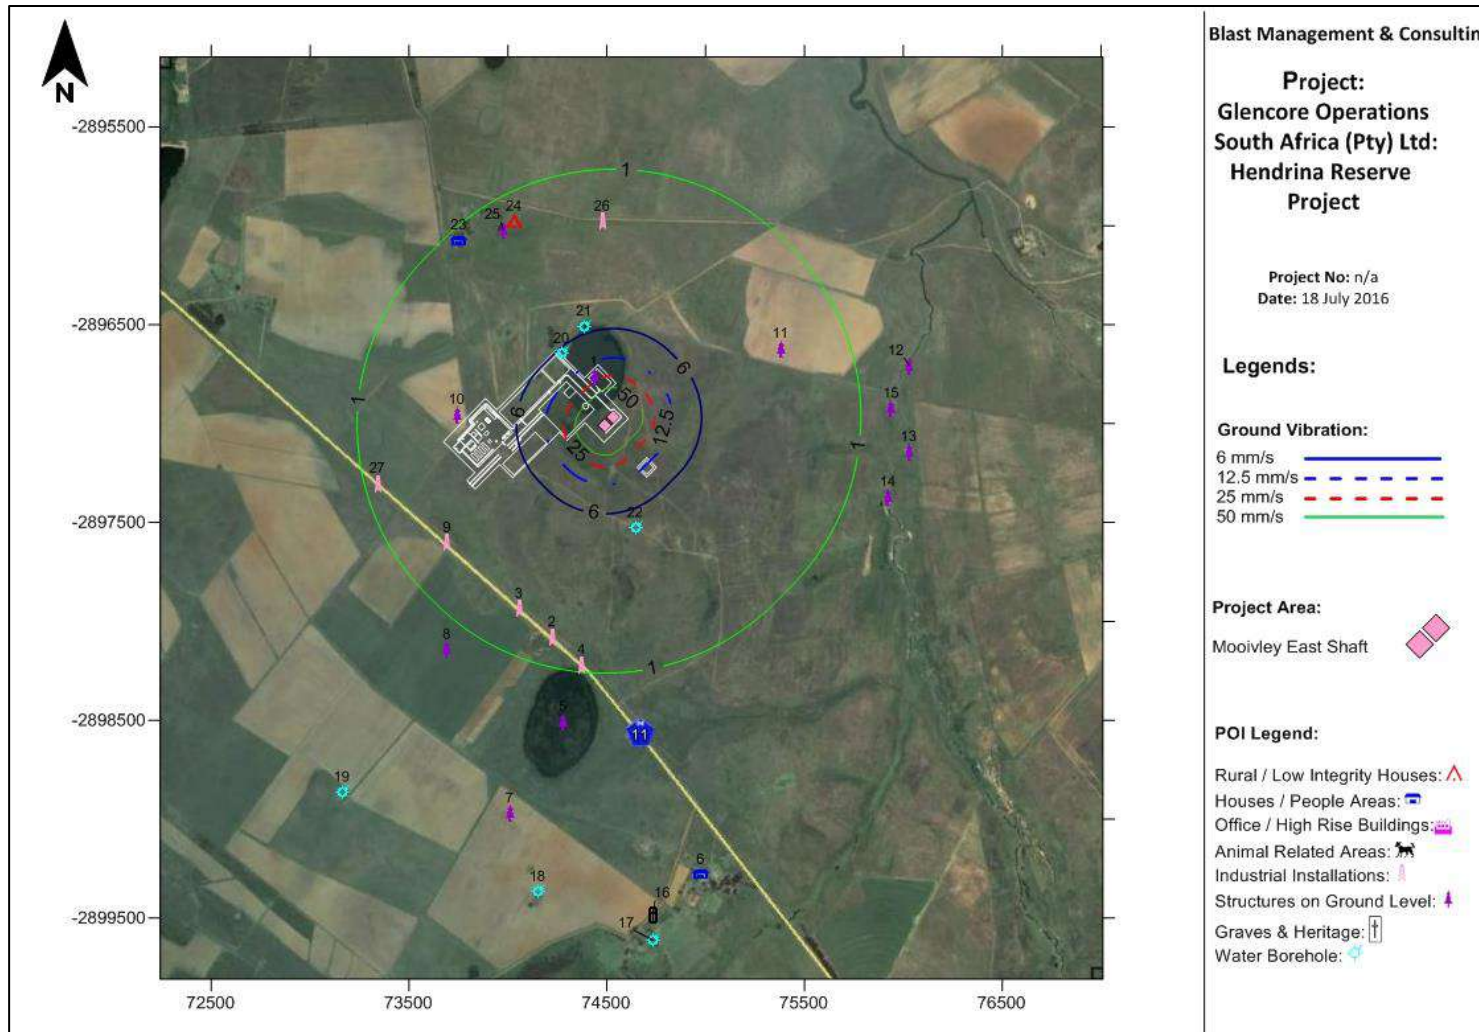 Blast Management & Consultin
Project:
Glencore Operations
South Africa (Pty) Ltd:
Hendrina Reserve
Project
Project No: n/a
Date: 18 July 2016
Legends:
Ground Vibration:
6 mm/s
12.5 mm/s
25 mm/s
50 mm/s
Project Area:
Mooivley East Shaft
POI Legend:
Rural / Low Integrity Houses:
Houses / People Areas:
Office / High Rise Buildings:
Animal Related Areas:
Industrial Installations:
Structures on Ground Level:
Graves & Heritage:
Water Borehole:
N
-2895500
-2896500
-2897500
-2898500
-2899500
72500
73500
74500
75500
76500
1
23
25
24
26
21
20
1
11
12
15
13
14
10
6
6
6
50
12.5
25
1
1
27
22
9
3
2
4
1
8
5
11
19
7
18
6
16
17